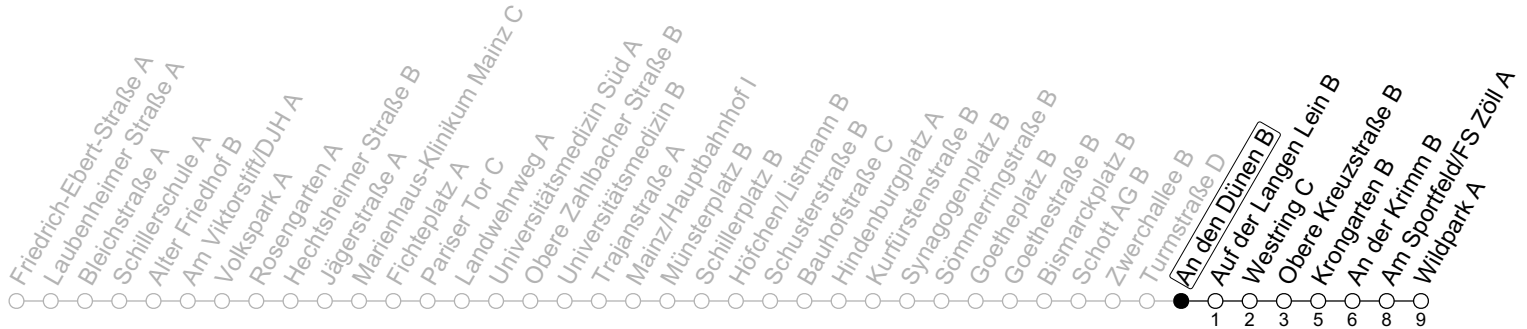 Friedrich-Ebert-Straße A
Laubenheimer Straße A
Bleichstraße A
Schillerschule A
Alter Friedhof B
Am Viktorstift/DJH A
Volkspark A
Rosengarten A
Hechtsheimer Straße B
Jägerstraße A
Marienhaus-Klinikum Mainz C
Fichteplatz A
Pariser Tor C
Landwehrweg A
Universitätsmedizin Süd A
Obere Zahlbacher Straße B
Universitätsmedizin B
Trajanstraße A
Mainz/Hauptbahnhof I
Münsterplatz B
Schillerplatz B
Höfchen/Listmann B
Schusterstraße B
Bauhofstraße C
Hindenburgplatz A
Kurfürstenstraße B
Synagogenplatz B
Sömmerringstraße B
Goetheplatz B
Goethestraße B
Bismarckplatz B
Schott AG B
Zwerchallee B
Turmstraße D
An den Dünen B
Auf der Langen Lein B
Westring C
Obere Kreuzstraße B
Krongarten B
An der Krimm B
Am Sportfeld/FS Zöll A
Wildpark A
1 2 3 5 6 8 9